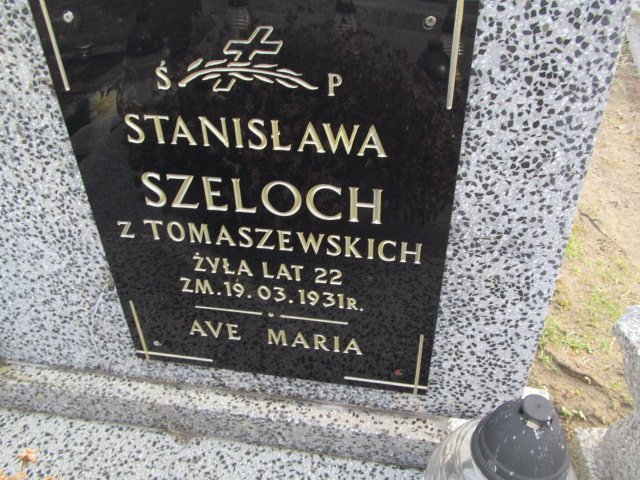 Ś P
STANISŁAWA
SZELOCH
Z TOMASZEWSKICH
ŻYŁA LAT 22
ZM. 19. 03. 1931R.
AVE MARIA